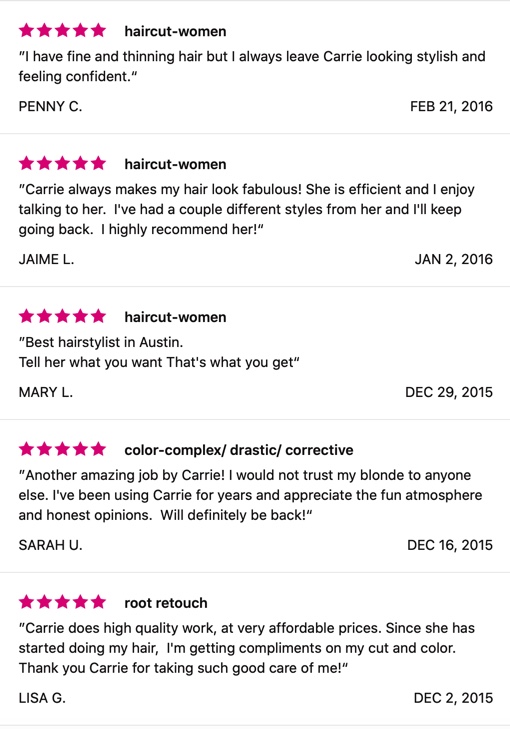 haircut-women
”I have fine and thinning hair but I always leave Carrie looking stylish and
feeling confident.“
PENNY C. FEB 21, 2016
haircut-women
”Carrie always makes my hair look fabulous! She is efficient and I enjoy
talking to her.  I've had a couple different styles from her and I'll keep
going back.  I highly recommend her!“
JAIME L. JAN 2, 2016
haircut-women
”Best hairstylist in Austin.
Tell her what you want That's what you get“
MARY L. DEC 29, 2015
color-complex/ drastic/ corrective
”Another amazing job by Carrie! I would not trust my blonde to anyone
else. I've been using Carrie for years and appreciate the fun atmosphere
and honest opinions.  Will definitely be back!“
SARAH U. DEC 16, 2015
root retouch
”Carrie does high quality work, at very affordable prices. Since she has
started doing my hair,  I'm getting compliments on my cut and color.
Thank you Carrie for taking such good care of me!“
LISA G. DEC 2, 2015